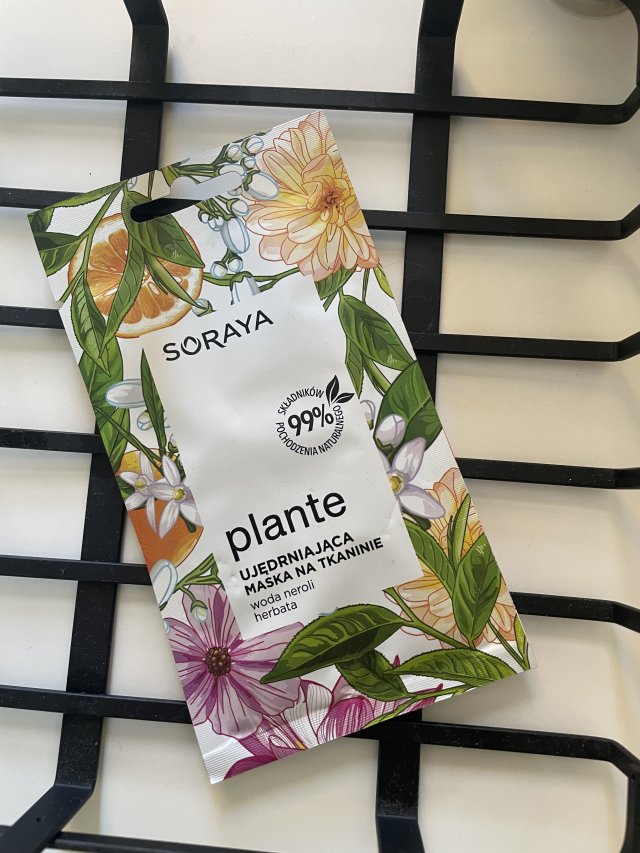 SORAYA
SKŁADNIKÓW
99%
POCHODZENIA NATURALNEGO
plante
UJĘDRNIAJĄCA
MASKA NA TKANINIE
woda neroli
herbata